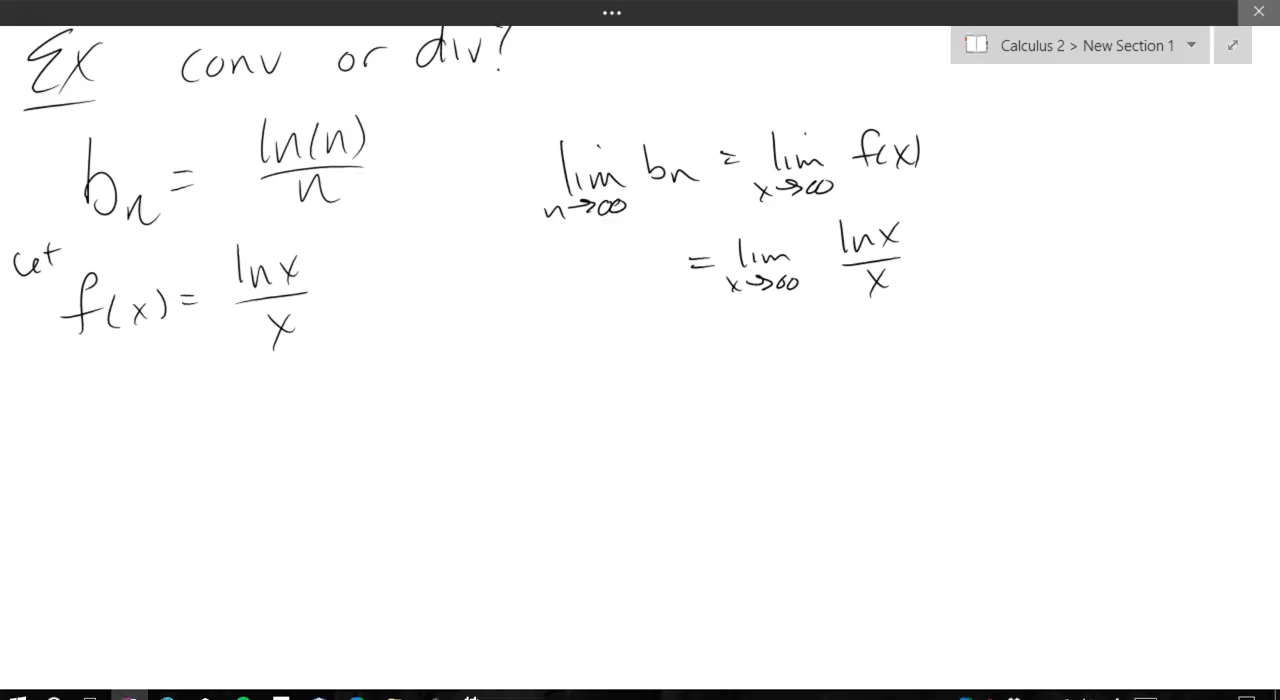 ...
Calculus 2 > New Section 1
Ex conv or div?
bn = ln(n)/n
let
f(x) = lnx/x
lim n→∞ bn = lim x→∞ f(x)
= lim x→∞ lnx/x